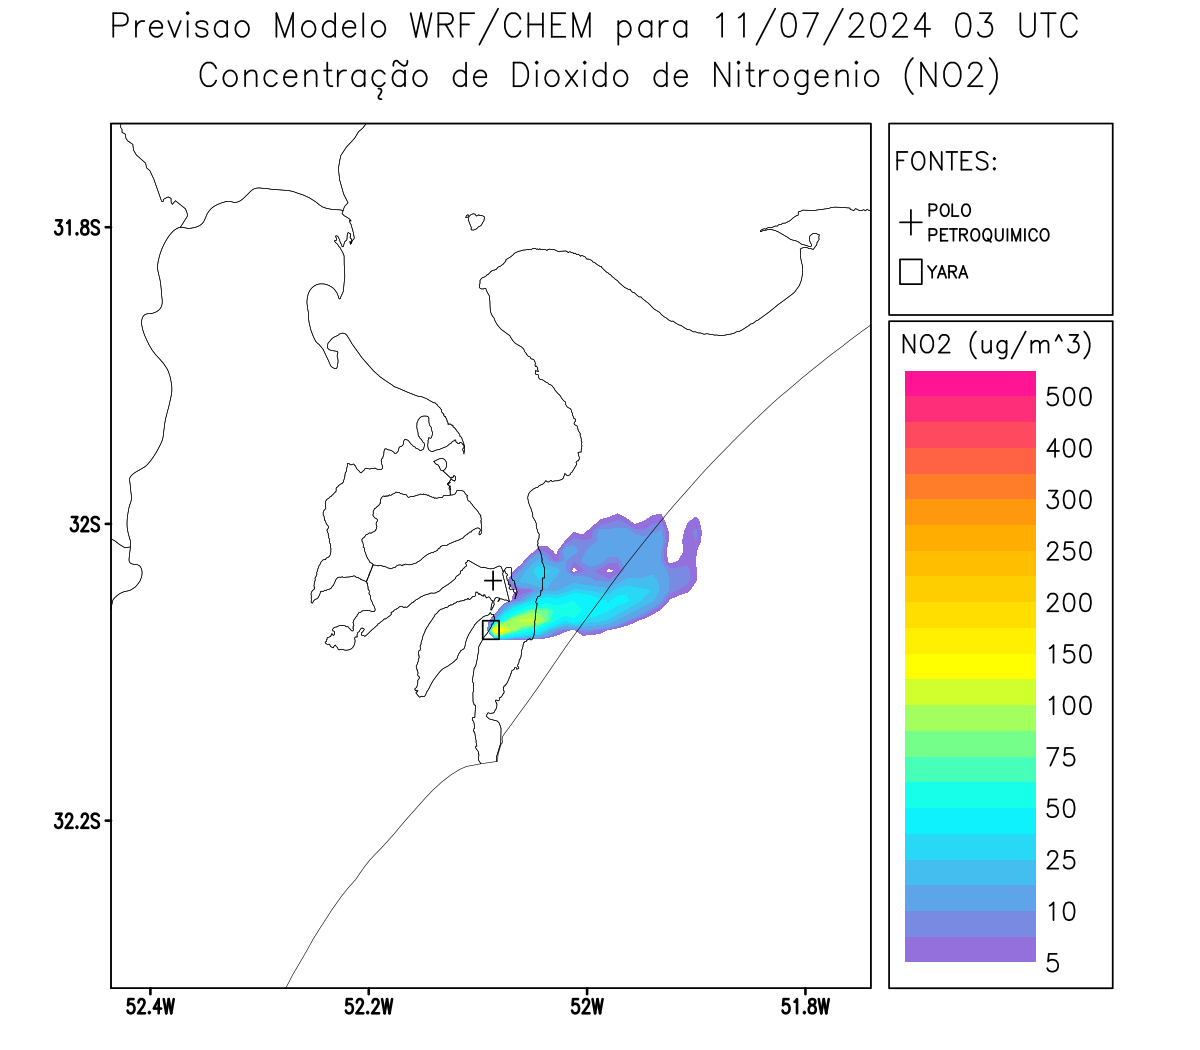 Previsao Modelo WRF/CHEM para 11/07/2024 03 UTC
Concentração de Dioxido de Nitrogenio (NO2)
FONTES:
POLO
PETROQUIMICO
YARA
NO2 (ug/m^3)
500
400
300
250
200
150
100
75
50
25
10
5
31.8S
32S
32.2S
52.4W
52.2W
52W
51.8W